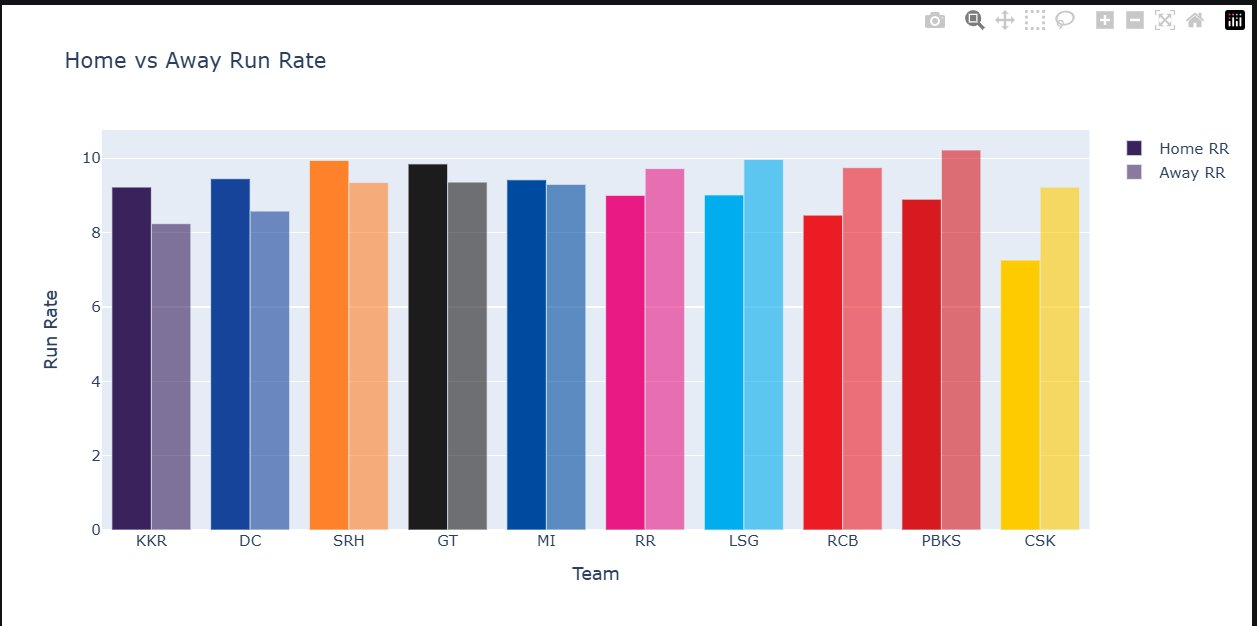 Home vs Away Run Rate
Home RR
Away RR
10
8
6
4
2
0
Run Rate
KKR DC SRH GT MI RR LSG RCB PBKS CSK
Team